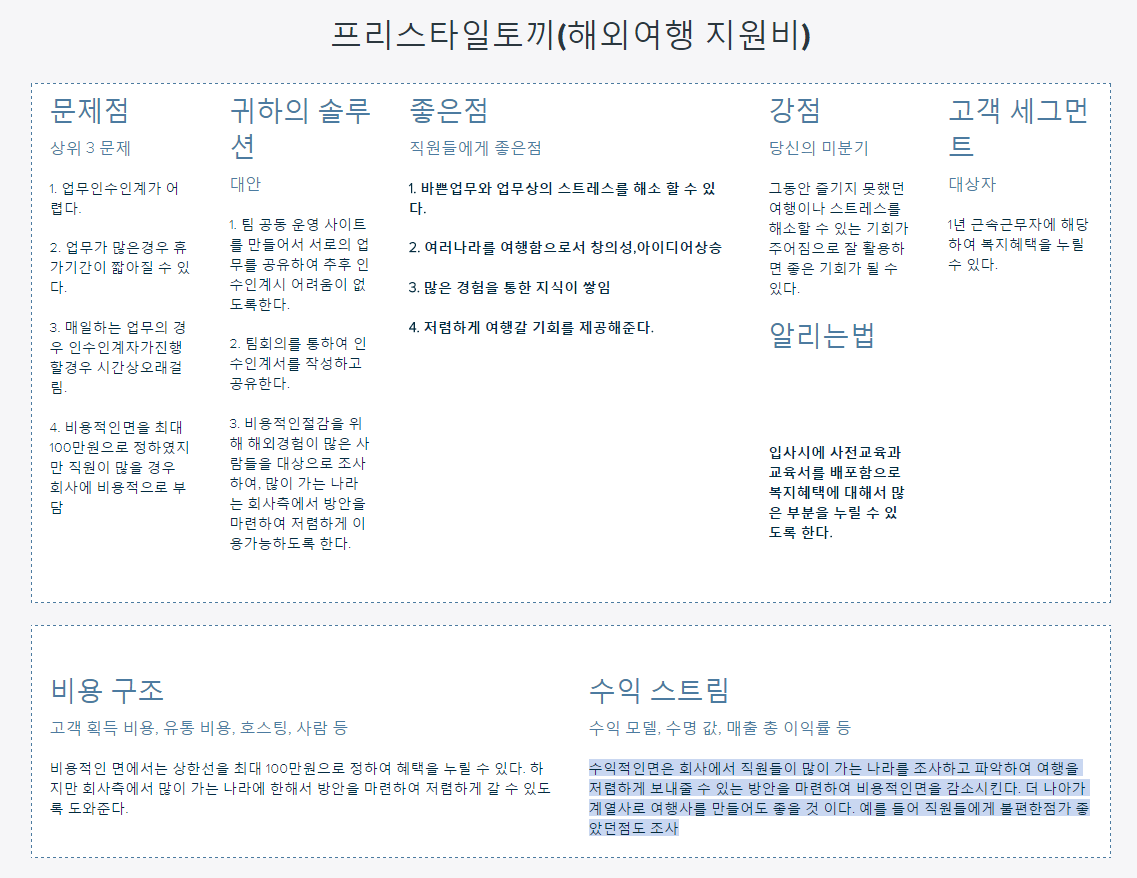 프리스타일토끼(해외여행 지원비)
문제점
상위 3 문제
1. 업무인수인계가 어
렵다.
2. 업무가 많은경우 휴
가기간이 짧아질 수 있
다.
3. 매일하는 업무의 경
우 인수인계자가진행
할경우 시간상오래걸
림.
4. 비용적인면을 최대
100만원으로 정하였지
만 직원이 많을 경우
회사에 비용적으로 부
담
귀하의 솔루
션
대안
1. 팀 공동 운영 사이트
를 만들어서 서로의 업
무를 공유하여 추후 인
수인계시 어려움이 없
도록한다.
2. 팀회의를 통하여 인
수인계서를 작성하고
공유한다.
3. 비용적인절감을 위
해 해외경험이 많은 사
람들을 대상으로 조사
하여, 많이 가는 나라
는 회사측에서 방안을
마련하여 저렴하게 이
용가능하도록 한다.
좋은점
직원들에게 좋은점
1. 바쁜업무와 업무상의 스트레스를 해소 할 수 있
다.
2. 여러나라를 여행함으로서 창의성,아이디어상승
3. 많은 경험을 통한 지식이 쌓임
4. 저렴하게 여행갈 기회를 제공해준다.
강점
당신의 미분기
그동안 즐기지 못했던
여행이나 스트레스를
해소할 수 있는 기회가
주어짐으로 잘 활용하
면 좋은 기회가 될 수
있다.
알리는법
입사시에 사전교육과
교육서를 배포함으로
복지혜택에 대해서 많
은 부분을 누릴 수 있
도록 한다.
고객 세그먼
트
대상자
1년 근속근무자에 해당
하여 복지혜택을 누릴
수 있다.
비용 구조
고객 획득 비용, 유통 비용, 호스팅, 사람 등
비용적인 면에서는 상한선을 최대 100만원으로 정하여 혜택을 누릴 수 있다. 하
지만 회사측에서 많이 가는 나라에 한해서 방안을 마련하여 저렴하게 갈 수 있도
록 도와준다.
수익 스트림
수익 모델, 수명 값, 매출 총 이익률 등
수익적인면은 회사에서 직원들이 많이 가는 나라를 조사하고 파악하여 여행을
저렴하게 보내줄 수 있는 방안을 마련하여 비용적인면을 감소시킨다. 더 나아가
계열사로 여행사를 만들어도 좋을 것 이다. 예를 들어 직원들에게 불편한점가 좋
았던점도 조사